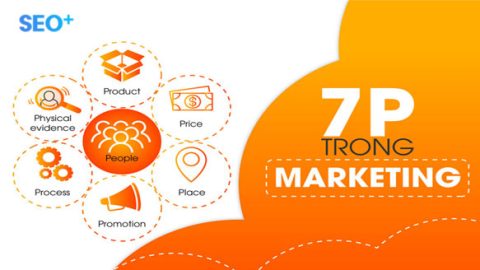 SEO+
Product
Physical
evidence
Price
People
Process
Place
Promotion
7P
TRONG
MARKETING